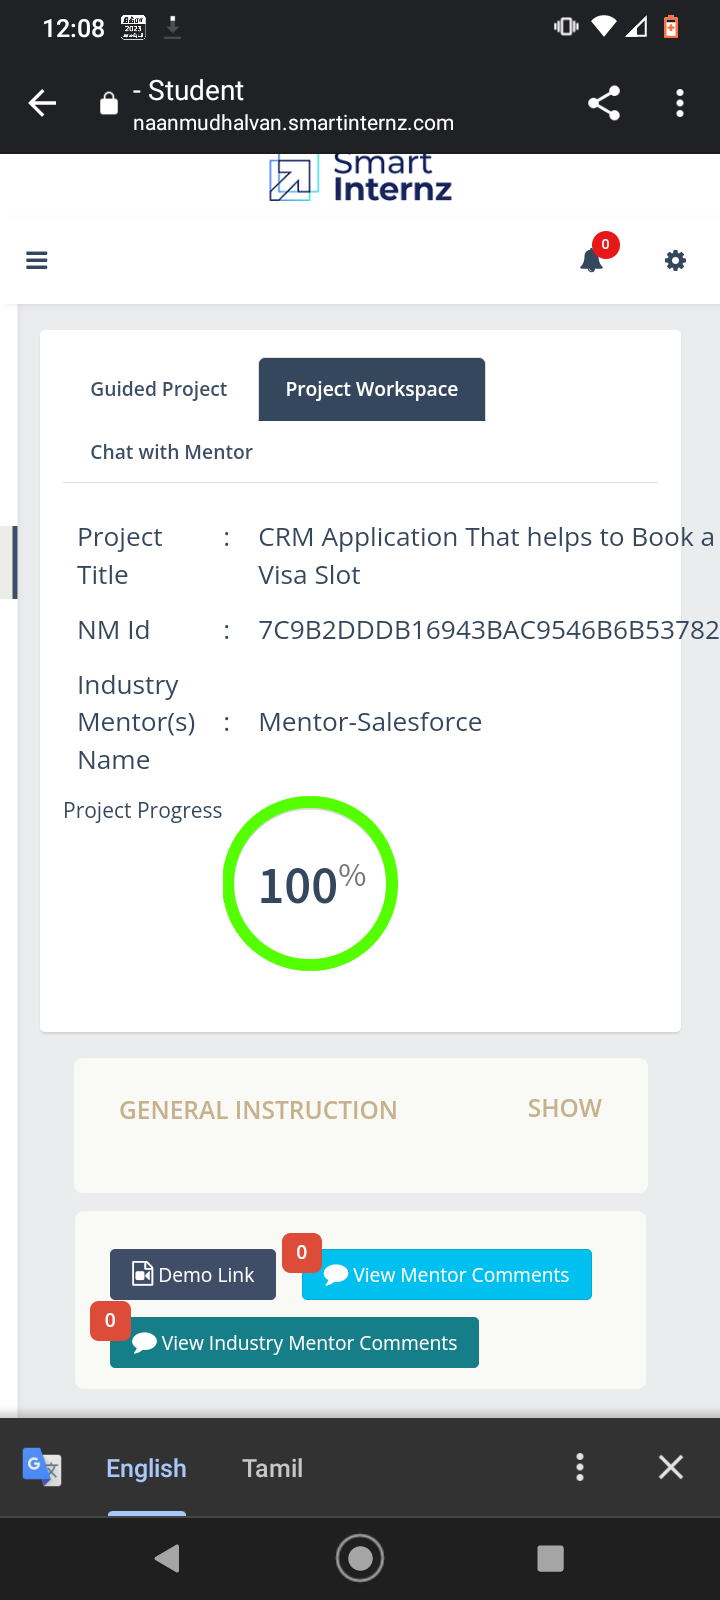 12:08
2023
- Student
naanmudhalvan.smartinternz.com
Smart
Internz
0
Guided Project
Project Workspace
Chat with Mentor
Project Title : CRM Application That helps to Book a Visa Slot
NM Id : 7C9B2DDDB16943BAC9546B6B53782
Industry Mentor(s) Name : Mentor-Salesforce
Project Progress
100%
GENERAL INSTRUCTION
SHOW
Demo Link
0
View Mentor Comments
0
View Industry Mentor Comments
G
English
Tamil